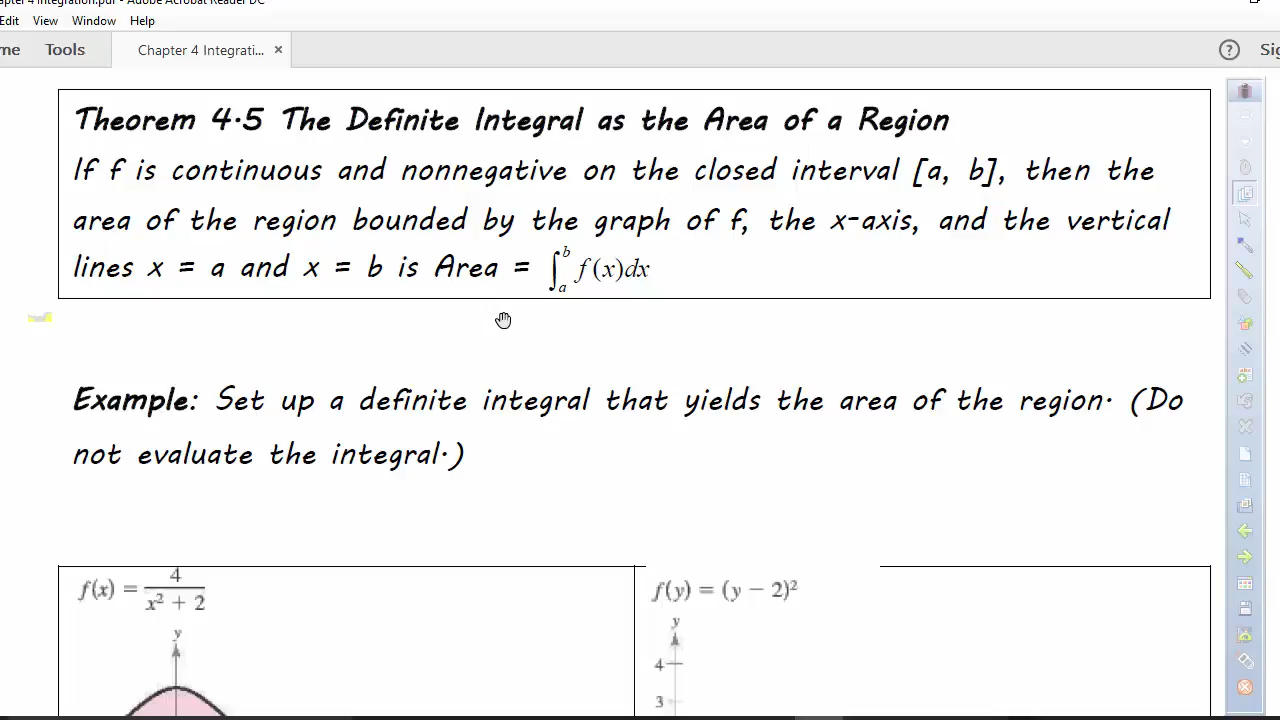 Edit View Window Help
Tools Chapter 4 Integrati... ×
Theorem 4.5 The Definite Integral as the Area of a Region
If f is continuous and nonnegative on the closed interval [a, b], then the
area of the region bounded by the graph of f, the x-axis, and the vertical
lines x = a and x = b is Area = ∫_a^b f(x)dx
Example: Set up a definite integral that yields the area of the region. (Do
not evaluate the integral.)
f(x) = 4/(x² + 2)
y
f(y) = (y − 2)²
y
4
3